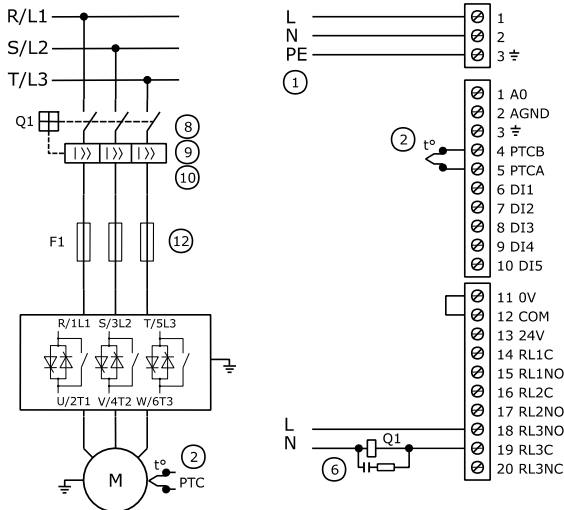 R/L1
S/L2
T/L3
Q1
8
9
10
F1
12
R/1L1 S/3L2 T/5L3
U/2T1 V/4T2 W/6T3
M
t°
2
PTC
L
N
PE
1
1
2
3
2
t°
1 A0
2 AGND
3
4 PTCB
5 PTCA
6 DI1
7 DI2
8 DI3
9 DI4
10 DI5
11 0V
12 COM
13 24V
14 RL1C
15 RL1NO
16 RL2C
17 RL2NO
18 RL3NO
19 RL3C
20 RL3NC
L
N
Q1
6